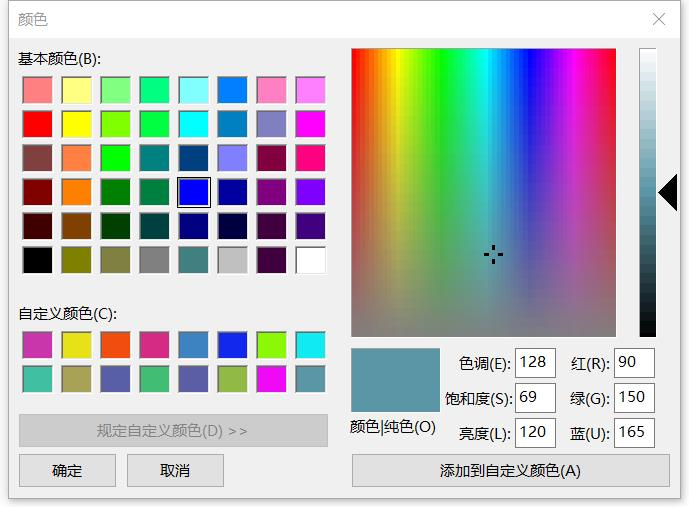 颜色
基本颜色(B):
自定义颜色(C):
规定自定义颜色(D) >>
确定
取消
颜色|纯色(O)
色调(E): 128
饱和度(S): 69
亮度(L): 120
红(R): 90
绿(G): 150
蓝(U): 165
添加到自定义颜色(A)